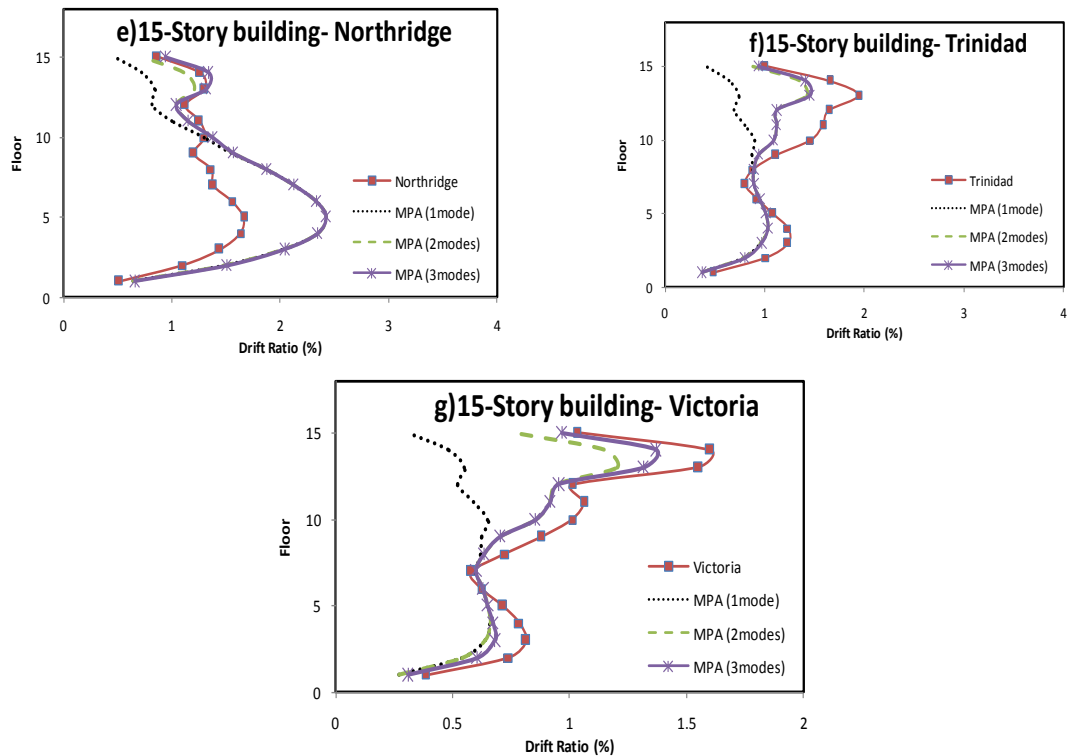 e)15-Story building- Northridge
15
10
5
0
Floor
Northridge
MPA (1mode)
MPA (2modes)
MPA (3modes)
0 1 2 3 4
Drift Ratio (%)
f)15-Story building- Trinidad
15
10
5
0
Floor
Trinidad
MPA (1mode)
MPA (2modes)
MPA (3modes)
0 1 2 3 4
Drift Ratio (%)
g)15-Story building- Victoria
15
10
5
0
Floor
Victoria
MPA (1mode)
MPA (2modes)
MPA (3modes)
0 0.5 1 1.5 2
Drift Ratio (%)